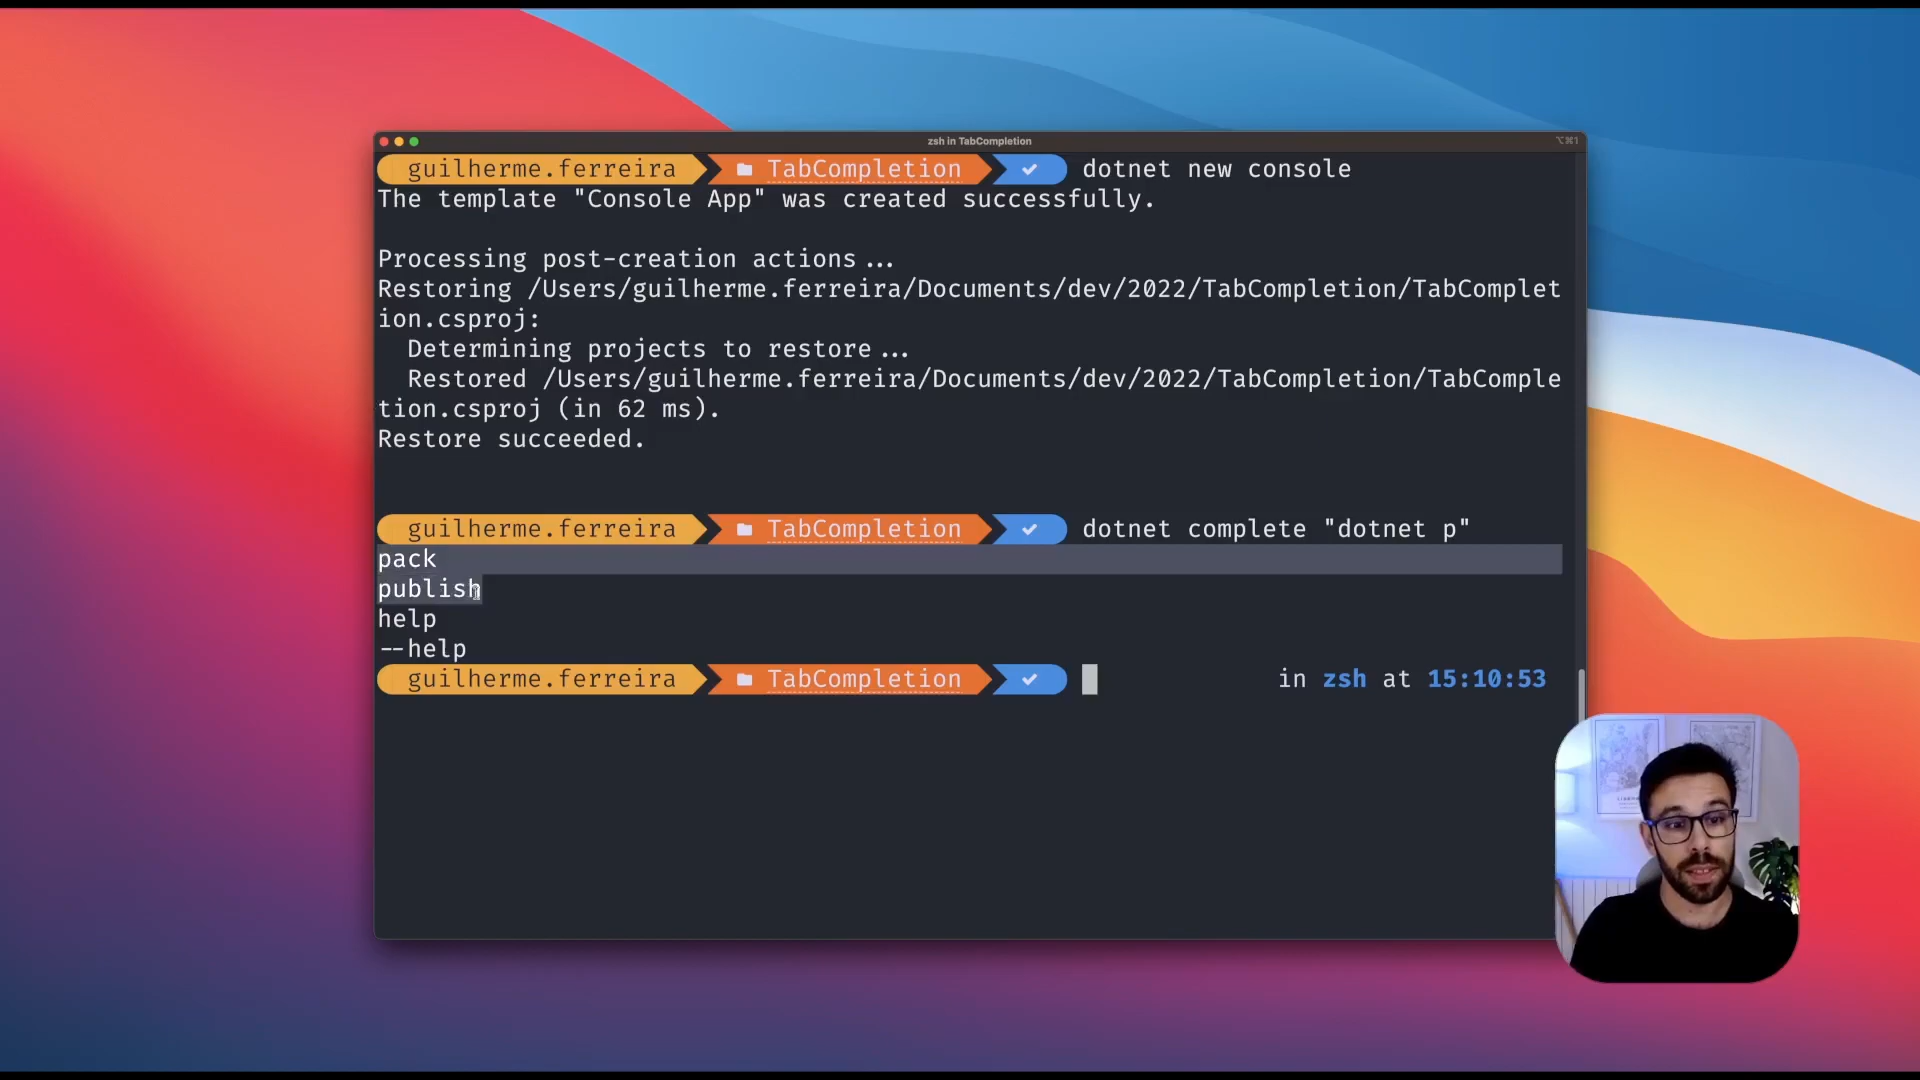 zsh in TabCompletion
⌥⌘1
guilherme.ferreira TabCompletion ✓ dotnet new console
The template "Console App" was created successfully.
Processing post-creation actions...
Restoring /Users/guilherme.ferreira/Documents/dev/2022/TabCompletion/TabComplet
ion.csproj:
Determining projects to restore...
Restored /Users/guilherme.ferreira/Documents/dev/2022/TabCompletion/TabComple
tion.csproj (in 62 ms).
Restore succeeded.
guilherme.ferreira TabCompletion ✓ dotnet complete "dotnet p"
pack
publish
help
--help
guilherme.ferreira TabCompletion ✓ in zsh at 15:10:53